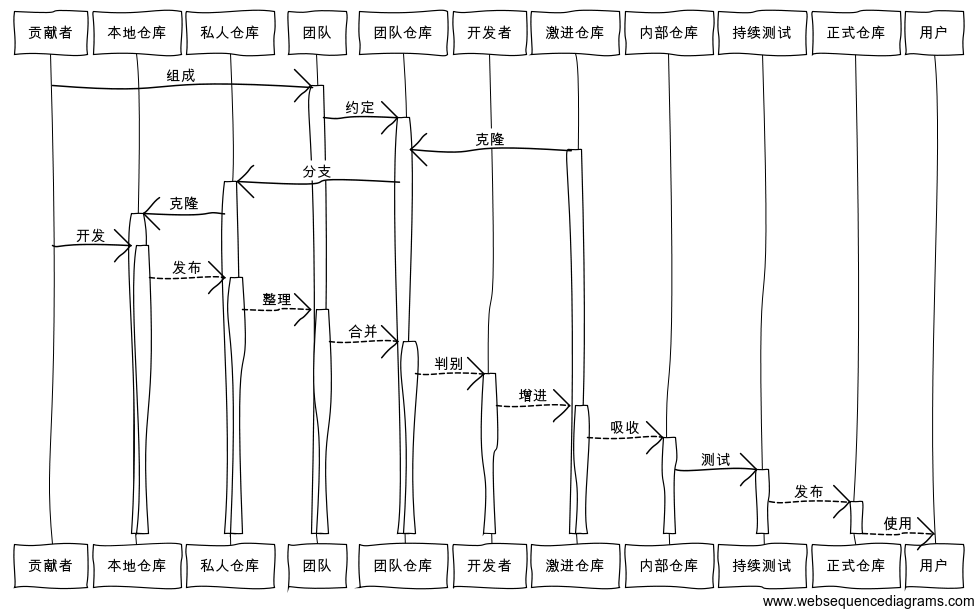 贡献者 本地仓库 私人仓库 团队 团队仓库 开发者 激进仓库 内部仓库 持续测试 正式仓库 用户
组成
约定
克隆
分支
克隆
开发
发布
整理
合并
判别
增进
吸收
测试
发布
使用
贡献者 本地仓库 私人仓库 团队 团队仓库 开发者 激进仓库 内部仓库 持续测试 正式仓库 用户
www.websequencediagrams.com